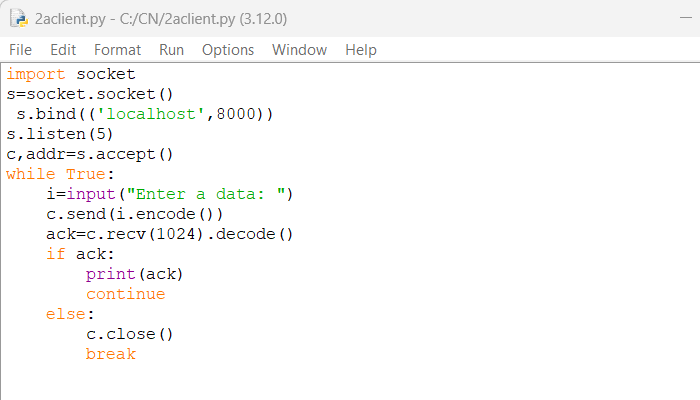 2aclient.py - C:/CN/2aclient.py (3.12.0)
File Edit Format Run Options Window Help
import socket
s=socket.socket()
 s.bind(('localhost',8000))
s.listen(5)
c,addr=s.accept()
while True:
    i=input("Enter a data: ")
    c.send(i.encode())
    ack=c.recv(1024).decode()
    if ack:
        print(ack)
        continue
    else:
        c.close()
        break